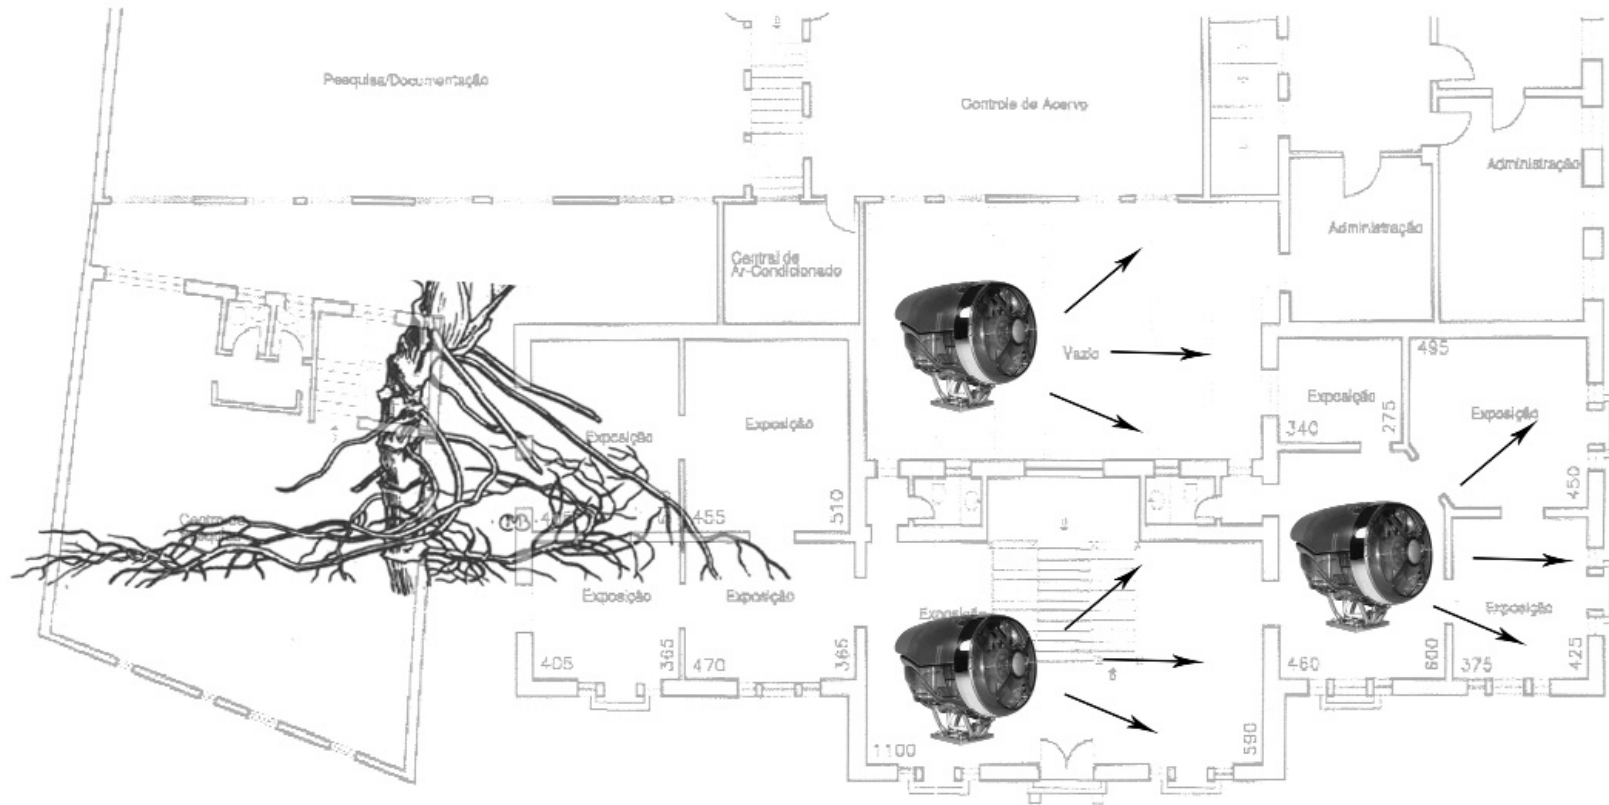 Pesquisa/Documentação
Controle de Acervo
Administração
Administração
Central de
Ar-Condicionado
Vazio
495
Exposição
340
275
Exposição
Exposição
Exposição
450
510
455
Exposição
Exposição
Exposição
Exposição
405
365
470
365
460
600
375
425
1100
590